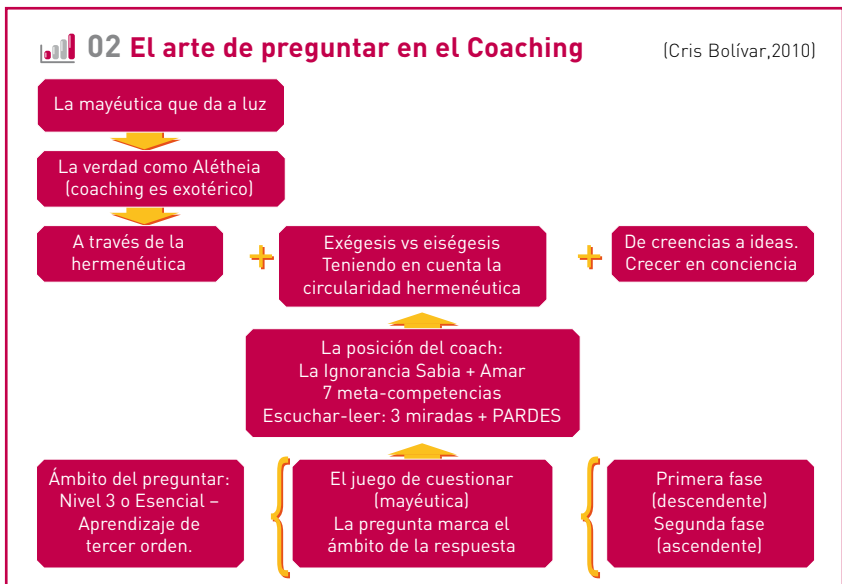 02 El arte de preguntar en el Coaching
(Cris Bolívar,2010)
La mayéutica que da a luz
La verdad como Alétheia
(coaching es exotérico)
A través de la
hermenéutica
+
Exégesis vs eiségesis
Teniendo en cuenta la
circularidad hermenéutica
+
De creencias a ideas.
Crecer en conciencia
La posición del coach:
La Ignorancia Sabia + Amar
7 meta-competencias
Escuchar-leer: 3 miradas + PARDES
Ámbito del preguntar:
Nivel 3 o Esencial –
Aprendizaje de
tercer orden.
{
El juego de cuestionar
(mayéutica)
La pregunta marca el
ámbito de la respuesta
{
Primera fase
(descendente)
Segunda fase
(ascendente)